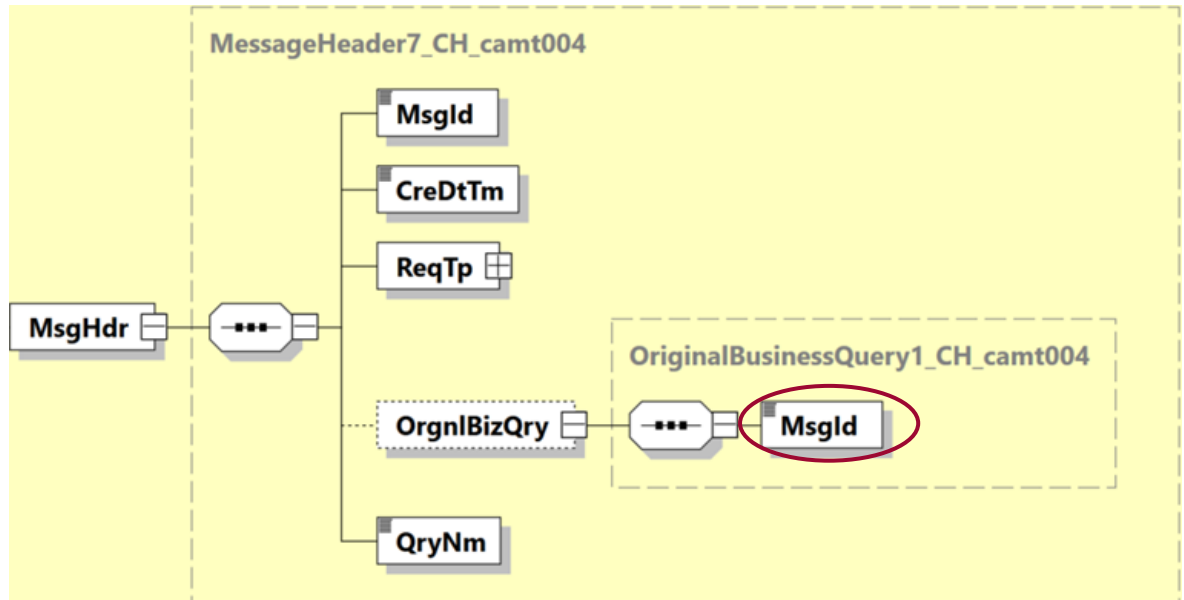 MessageHeader7_CH_camt004
MsgId
CreDtTm
ReqTp
MsgHdr
OriginalBusinessQuery1_CH_camt004
OrgnlBizQry
MsgId
QryNm